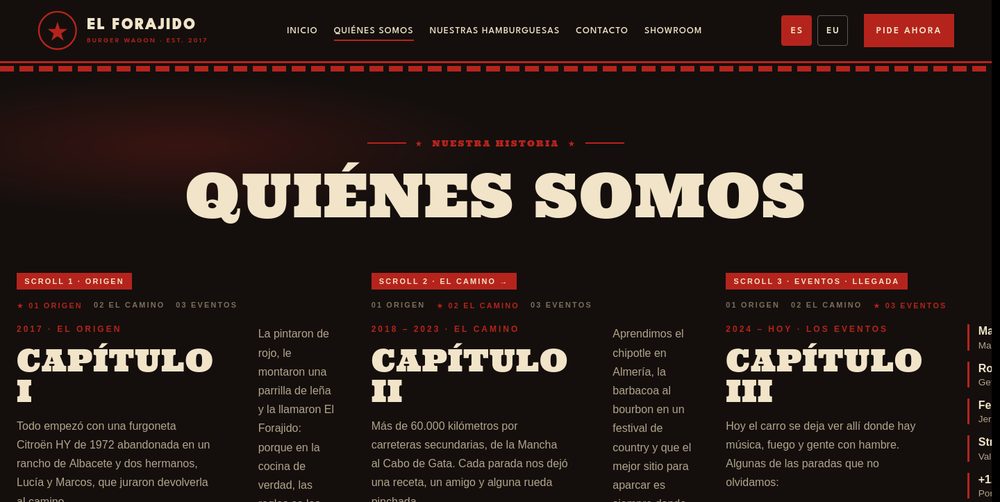 EL FORAJIDO
BURGER WAGON · EST. 2017
INICIO
QUIÉNES SOMOS
NUESTRAS HAMBURGUESAS
CONTACTO
SHOWROOM
ES
EU
PIDE AHORA
★ NUESTRA HISTORIA ★
QUIÉNES SOMOS
SCROLL 1 · ORIGEN
★ 01 ORIGEN 02 EL CAMINO 03 EVENTOS
2017 · EL ORIGEN
CAPÍTULO
I
Todo empezó con una furgoneta
Citroën HY de 1972 abandonada en un
rancho de Albacete y dos hermanos,
Lucía y Marcos, que juraron devolverla
al camino.
La pintaron de
rojo, le
montaron una
parrilla de leña
y la llamaron El
Forajido:
porque en la
cocina de
verdad, las
reglas se los
SCROLL 2 · EL CAMINO →
01 ORIGEN ★ 02 EL CAMINO 03 EVENTOS
2018 – 2023 · EL CAMINO
CAPÍTULO
II
Más de 60.000 kilómetros por
carreteras secundarias, de la Mancha
al Cabo de Gata. Cada parada nos dejó
una receta, un amigo y alguna rueda
pinchada.
Aprendimos el
chipotle en
Almería, la
barbacoa al
bourbon en un
festival de
country y que el
mejor sitio para
aparcar es
siempre donde
SCROLL 3 · EVENTOS · LLEGADA
01 ORIGEN 02 EL CAMINO ★ 03 EVENTOS
2024 – HOY · LOS EVENTOS
CAPÍTULO
III
Hoy el carro se deja ver allí donde hay
música, fuego y gente con hambre.
Algunas de las paradas que no
olvidamos: